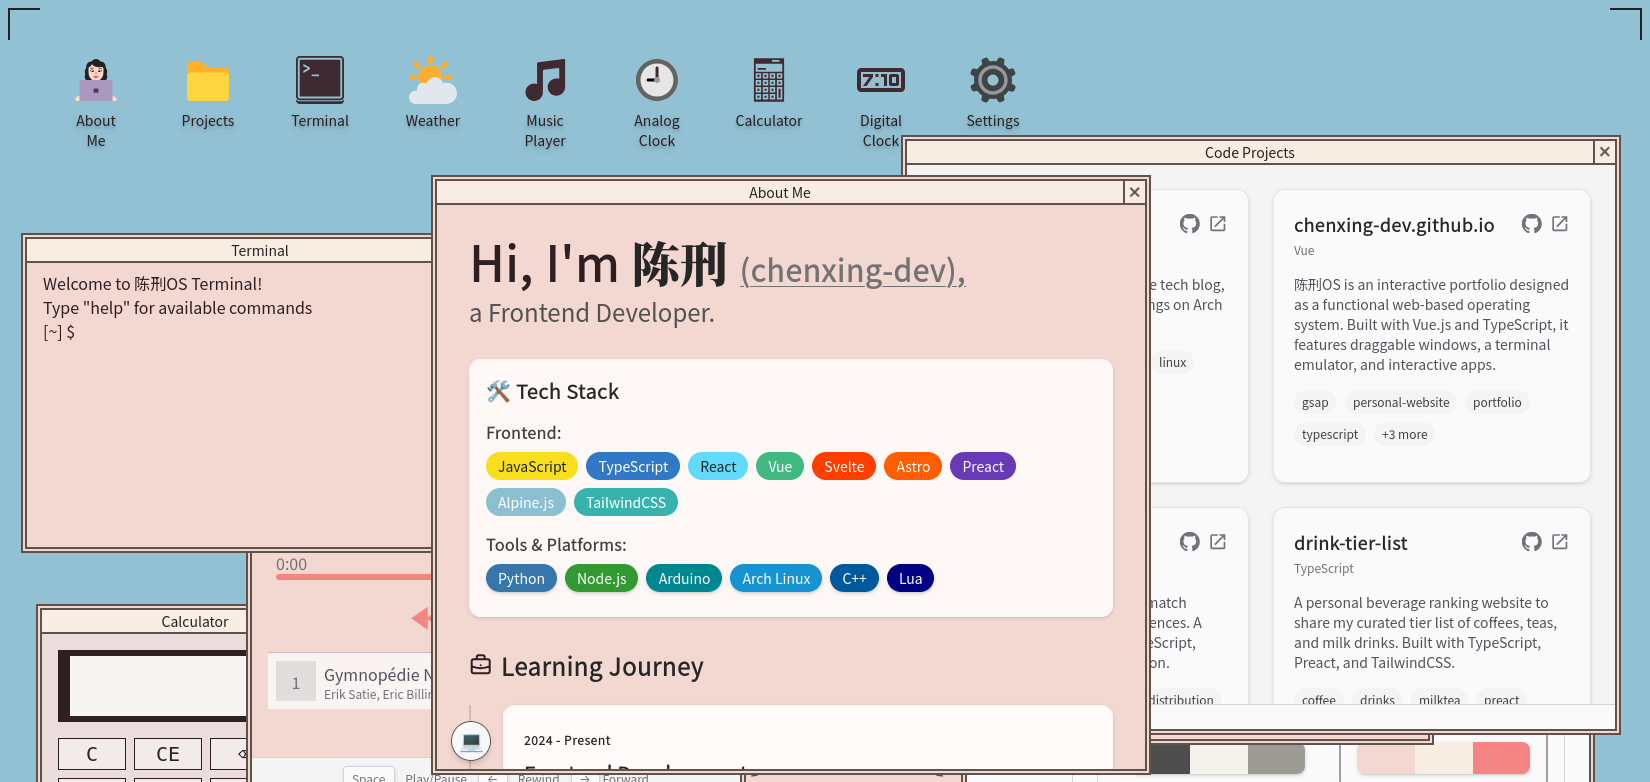 About Me
Projects
Terminal
Weather
Music Player
Analog Clock
Calculator
7:10
Digital Clock
Settings
Code Projects
About Me
Terminal
Welcome to 陈刑OS Terminal!
Type "help" for available commands
[~] $
Hi, I'm 陈刑 (chenxing-dev),
a Frontend Developer.
🛠️ Tech Stack
Frontend:
JavaScript TypeScript React Vue Svelte Astro Preact
Alpine.js TailwindCSS
Tools & Platforms:
Python Node.js Arduino Arch Linux C++ Lua
Learning Journey
2024 - Present
e tech blog,
ngs on Arch
linux
chenxing-dev.github.io
Vue
陈刑OS is an interactive portfolio designed
as a functional web-based operating
system. Built with Vue.js and TypeScript, it
features draggable windows, a terminal
emulator, and interactive apps.
gsap personal-website portfolio
typescript +3 more
match
ences. A
eScript,
on.
distribution
drink-tier-list
TypeScript
A personal beverage ranking website to
share my curated tier list of coffees, teas,
and milk drinks. Built with TypeScript,
Preact, and TailwindCSS.
coffee drinks milktea preact
0:00
1
Gymnopédie N
Erik Satie, Eric Billin
Space Play/Pause ← Rewind → Forward
Calculator
C CE